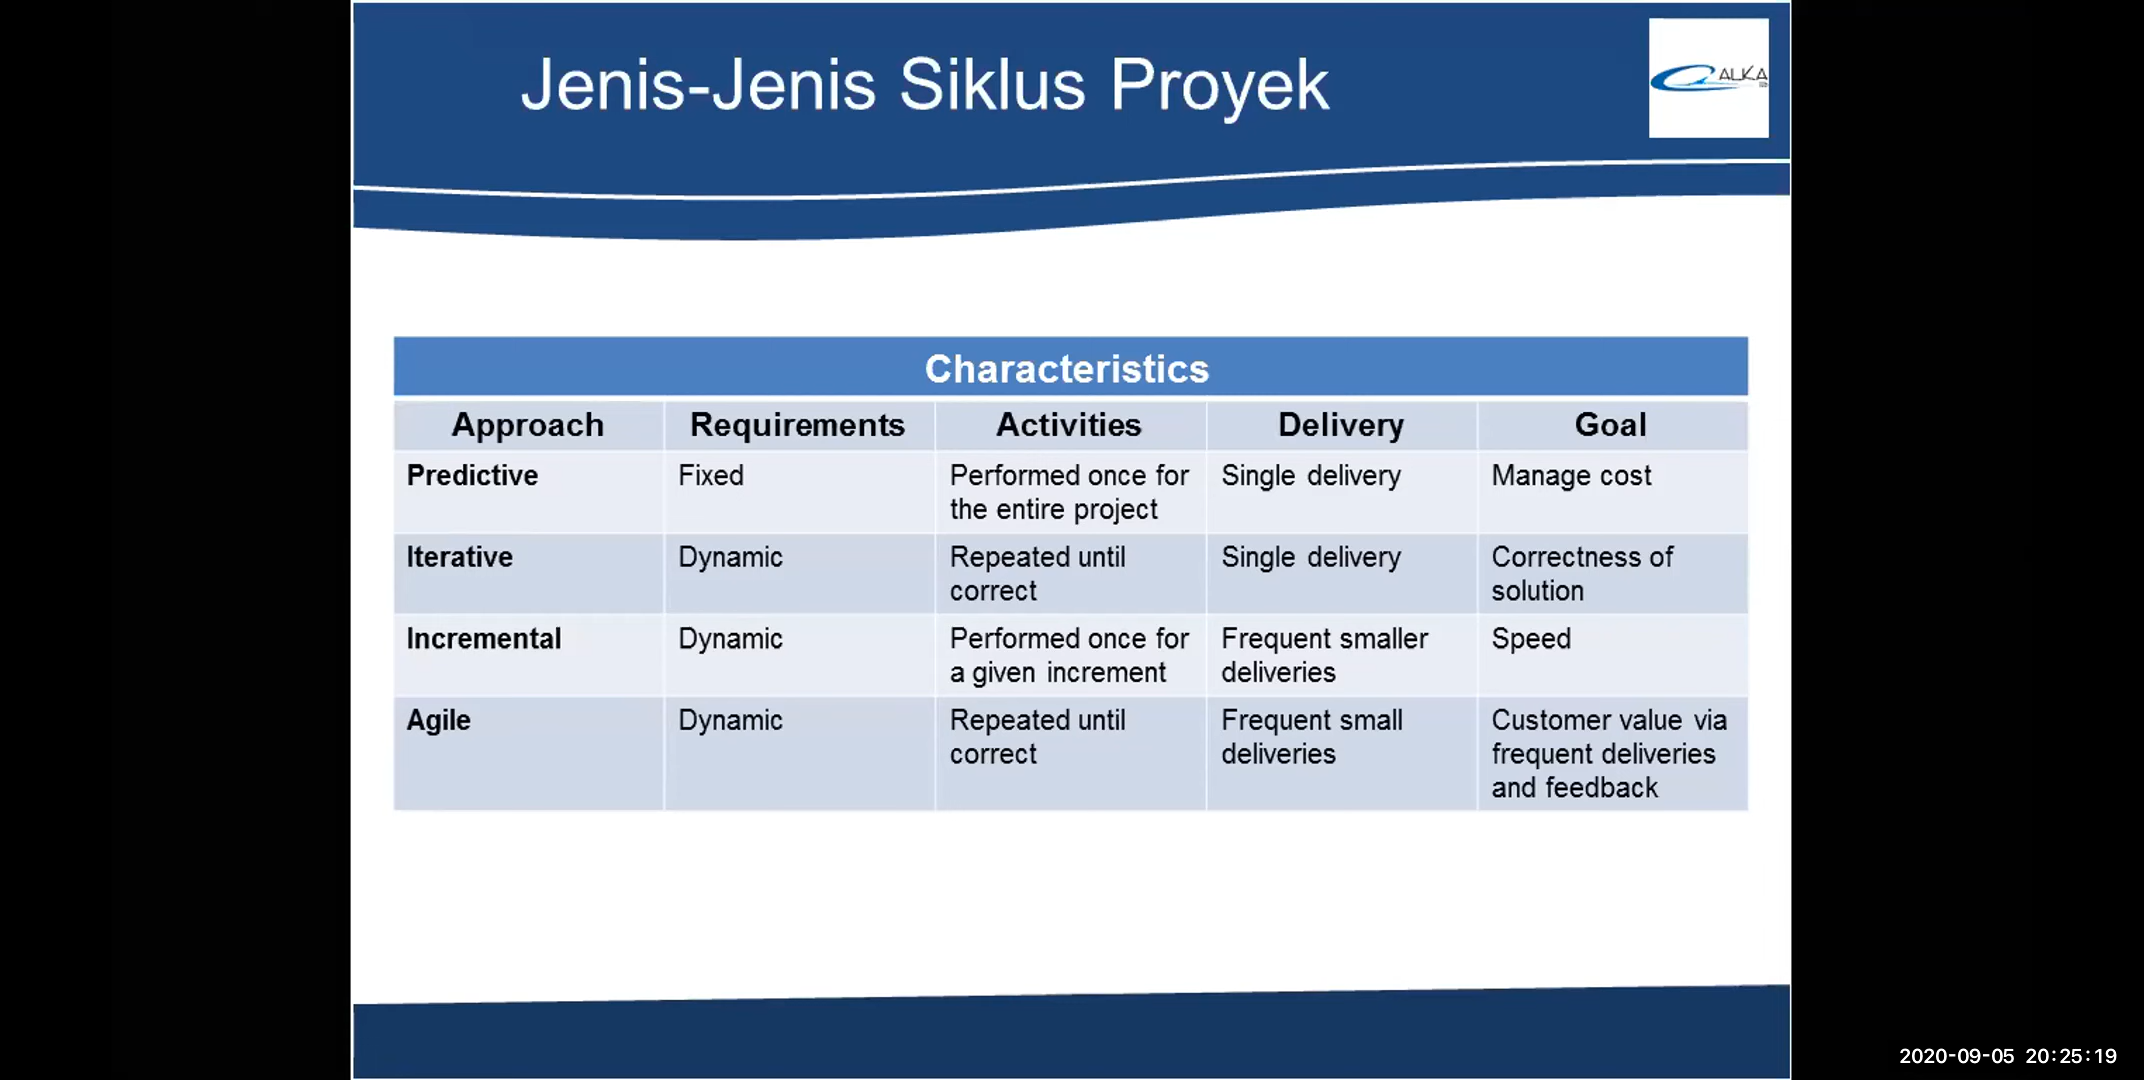 Jenis-Jenis Siklus Proyek
ALKA
Characteristics
Approach Requirements Activities Delivery Goal
Predictive Fixed Performed once for the entire project Single delivery Manage cost
Iterative Dynamic Repeated until correct Single delivery Correctness of solution
Incremental Dynamic Performed once for a given increment Frequent smaller deliveries Speed
Agile Dynamic Repeated until correct Frequent small deliveries Customer value via frequent deliveries and feedback
2020-09-05 20:25:19